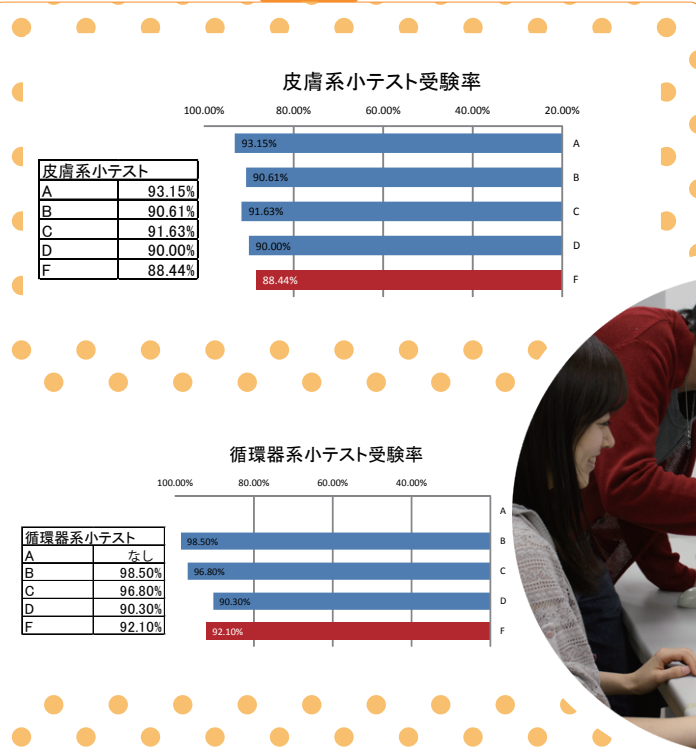 皮膚系小テスト受験率
100.00% 80.00% 60.00% 40.00% 20.00%
93.15% A
90.61% B
91.63% C
90.00% D
88.44% F
皮膚系小テスト
A 93.15%
B 90.61%
C 91.63%
D 90.00%
F 88.44%
循環器系小テスト受験率
100.00% 80.00% 60.00% 40.00%
A
98.50% B
96.80% C
90.30% D
92.10% F
循環器系小テスト
A なし
B 98.50%
C 96.80%
D 90.30%
F 92.10%